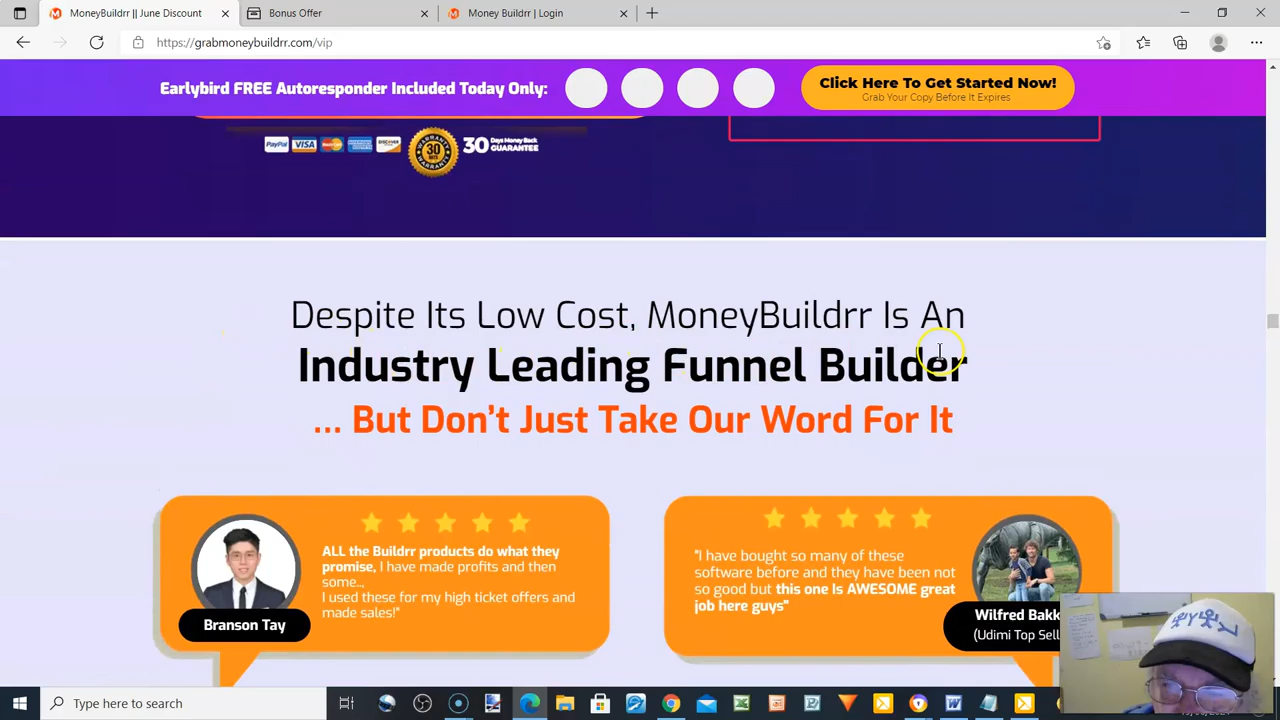 MoneyBuildrr || June Discount
Bonus Offer
Money Buildrr | Login
https://grabmoneybuildrr.com/vip
Earlybird FREE Autoresponder Included Today Only:
Click Here To Get Started Now!
Grab Your Copy Before It Expires
PayPal VISA DISCOVER
30
30 Days Money Back
GUARANTEE
Despite Its Low Cost, MoneyBuildrr Is An
Industry Leading Funnel Builder
... But Don't Just Take Our Word For It
ALL the Buildrr products do what they
promise, I have made profits and then
some..,
I used these for my high ticket offers and
made sales!"
Branson Tay
"I have bought so many of these
software before and they have been not
so good but this one Is AWESOME great
job here guys"
Wilfred Bakk
(Udimi Top Sell
Type here to search